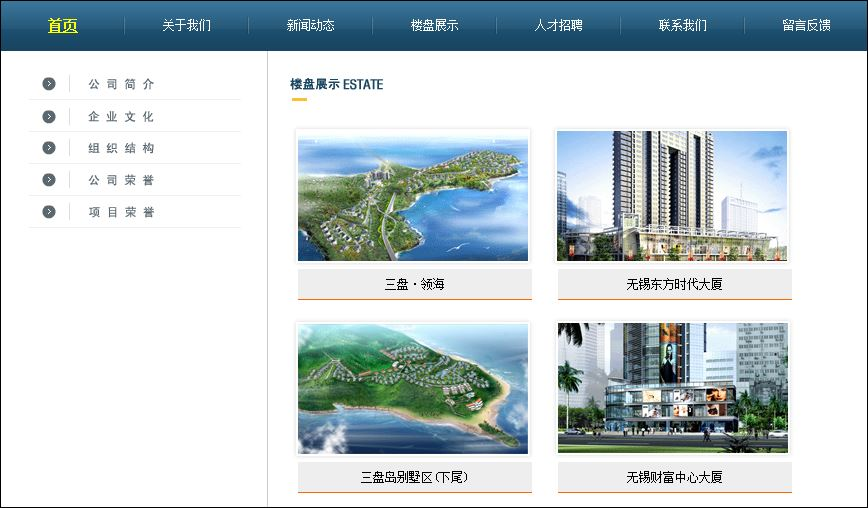 首页 关于我们 新闻动态 楼盘展示 人才招聘 联系我们 留言反馈
公司简介
企业文化
组织结构
公司荣誉
项目荣誉
楼盘展示 ESTATE
三盘·领海
无锡东方时代大厦
三盘岛别墅区(下尾)
无锡财富中心大厦